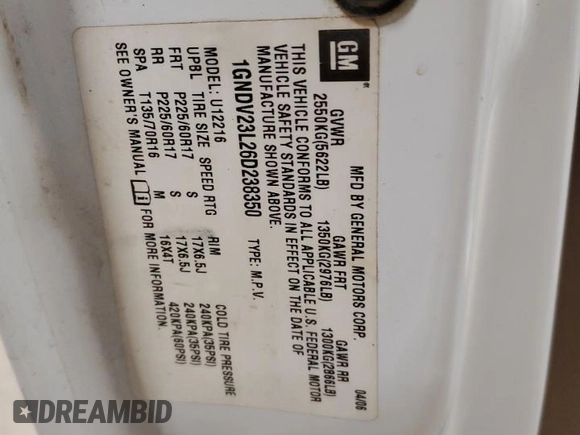 GM
®
MFD BY GENERAL MOTORS CORP. 04/06
GVWR GAWR FRT GAWR RR
2550KG(5622LB) 1350KG(2976LB) 1300KG(2866LB)
THIS VEHICLE CONFORMS TO ALL APPLICABLE U.S. FEDERAL MOTOR
VEHICLE SAFETY STANDARDS IN EFFECT ON THE DATE OF
MANUFACTURE SHOWN ABOVE.
1GNDV23L26D238350 TYPE: M.P.V.
MODEL: U12216
UPBL TIRE SIZE SPEED RTG RIM COLD TIRE PRESSURE
FRT P225/60R17 S 17X6.5J 240KPA(35PSI)
RR P225/60R17 S 17X6.5J 240KPA(35PSI)
SPA T135/70R16 M 16X4T 420KPA(60PSI)
SEE OWNER'S MANUAL FOR MORE INFORMATION.
DREAMBID